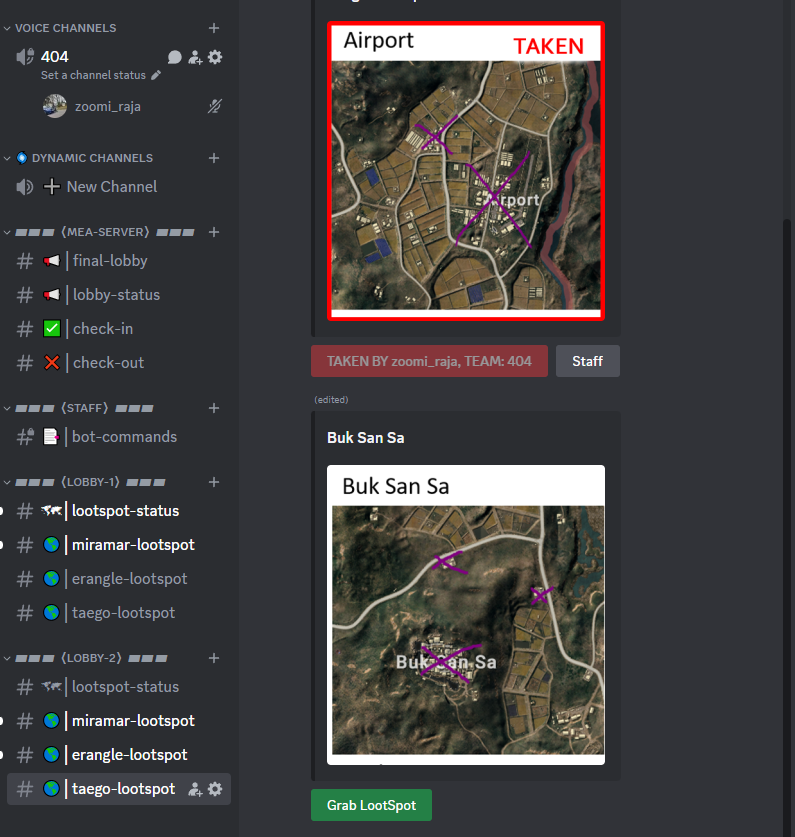 VOICE CHANNELS
404
Set a channel status
zoomi_raja
DYNAMIC CHANNELS
New Channel
(MEA-SERVER)
final-lobby
lobby-status
check-in
check-out
(STAFF)
bot-commands
(LOBBY-1)
lootspot-status
miramar-lootspot
erangle-lootspot
taego-lootspot
(LOBBY-2)
lootspot-status
miramar-lootspot
erangle-lootspot
taego-lootspot
Airport
TAKEN
Airport
TAKEN BY zoomi_raja, TEAM: 404
Staff
(edited)
Buk San Sa
Buk San Sa
Buk San Sa
Grab LootSpot